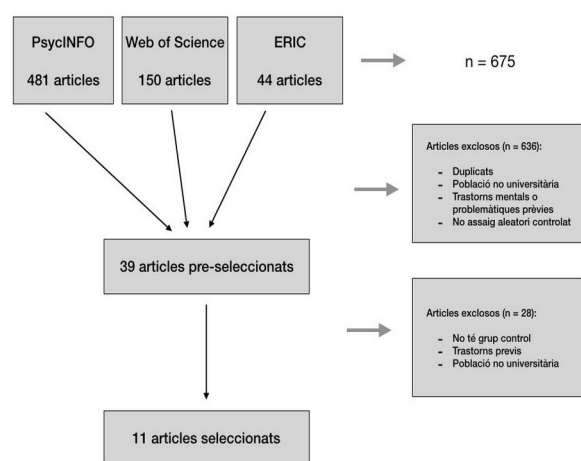 PsycINFO
481 articles
Web of Science
150 articles
ERIC
44 articles
n = 675
Articles exclosos (n = 636):
- Duplicats
- Població no universitària
- Trastorns mentals o
problemàtiques prèvies
- No assaig aleatori controlat
39 articles pre-seleccionats
Articles exclosos (n = 28):
- No té grup control
- Trastorns previs
- Població no universitària
11 articles seleccionats